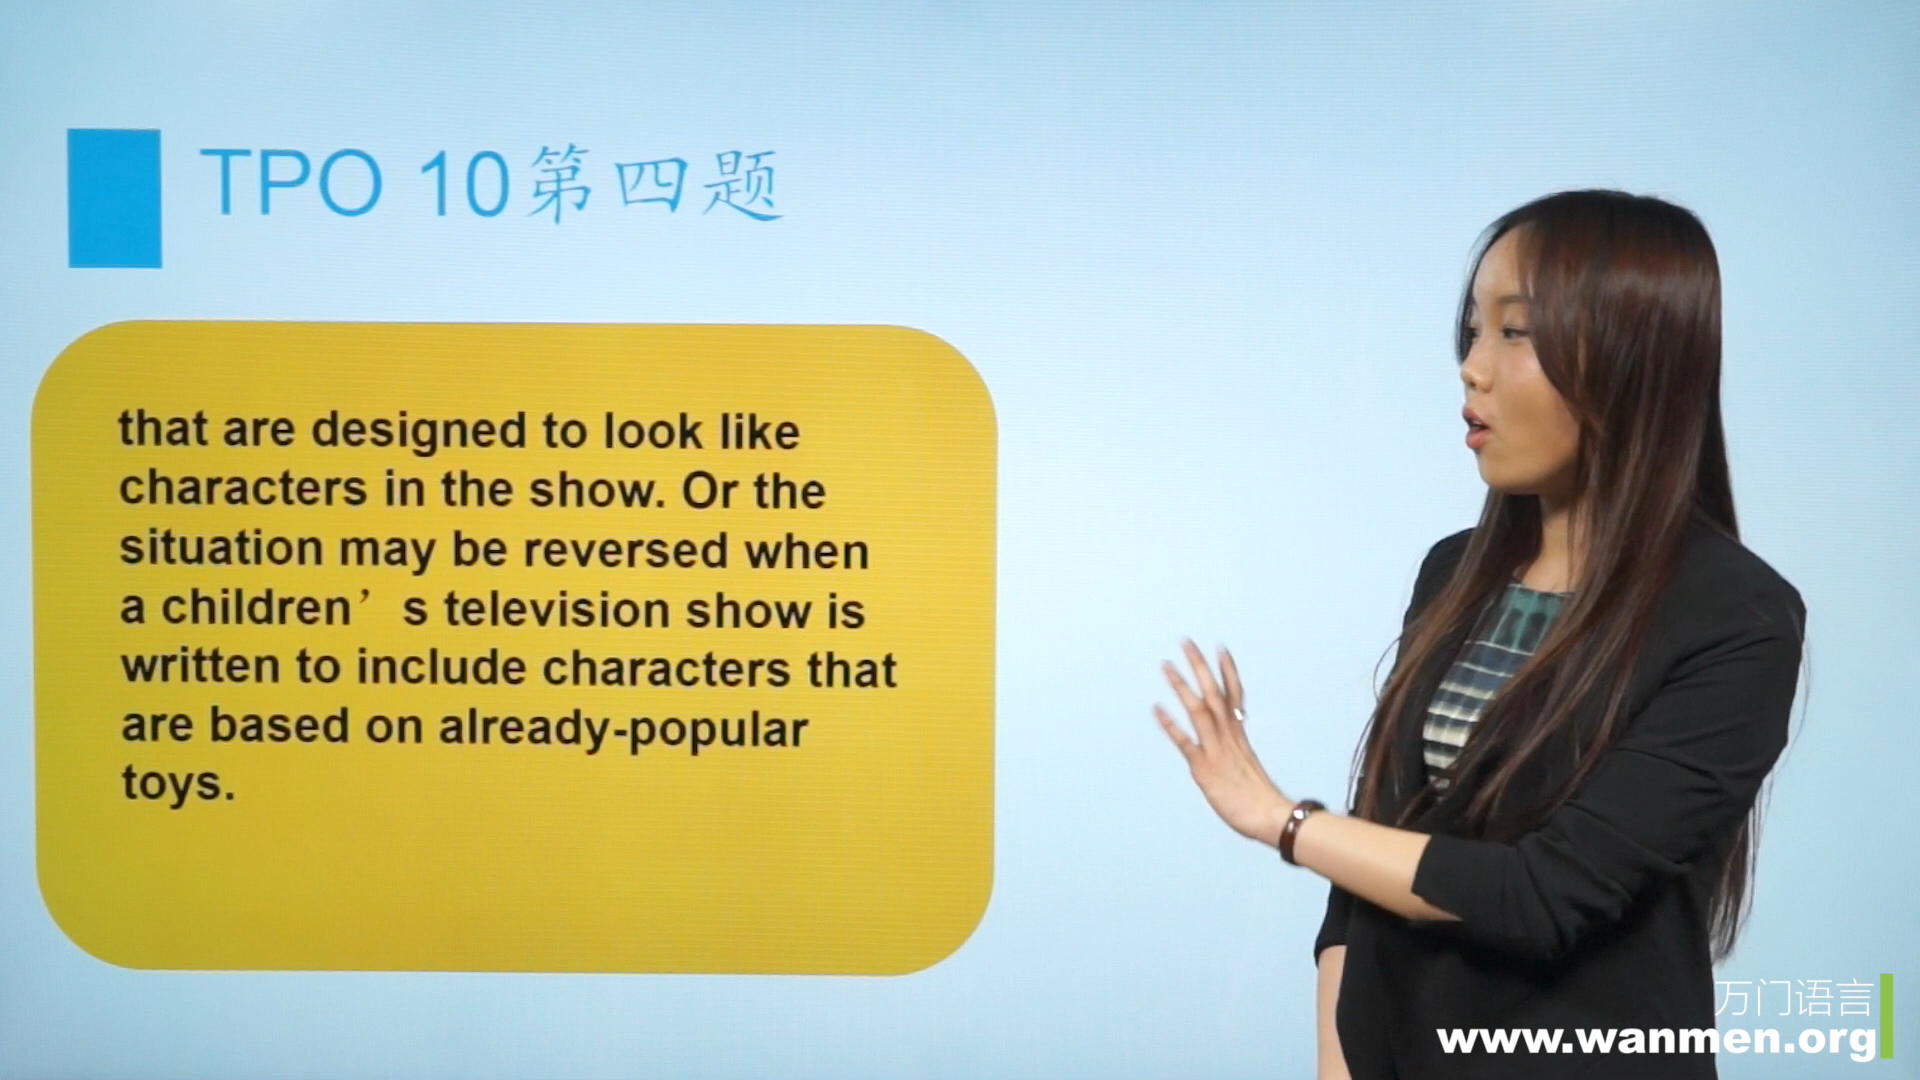 TPO 10第四题
that are designed to look like
characters in the show. Or the
situation may be reversed when
a children’s television show is
written to include characters that
are based on already-popular
toys.
万门语言
www.wanmen.org